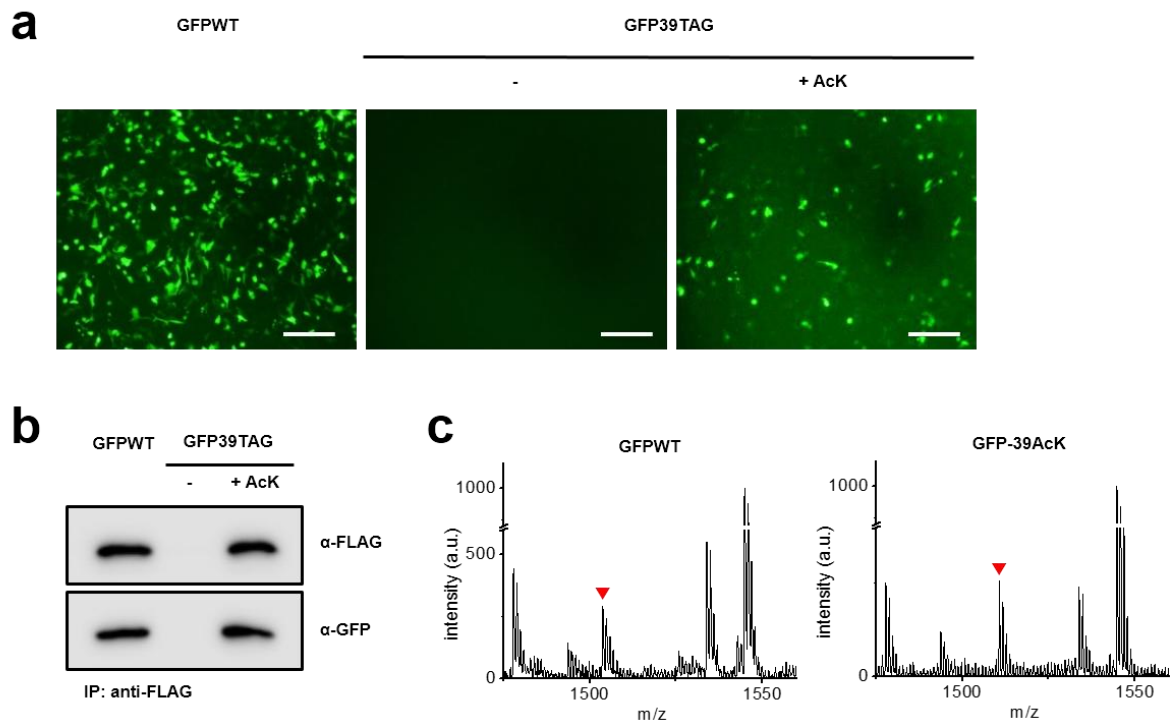 a
GFPWT
GFP39TAG
-
+ AcK
b
GFPWT
GFP39TAG
-
+ AcK
α-FLAG
α-GFP
IP: anti-FLAG
c
GFPWT
intensity (a.u.)
1000
500
0
1500
1550
m/z
GFP-39AcK
intensity (a.u.)
1000
0
1500
1550
m/z